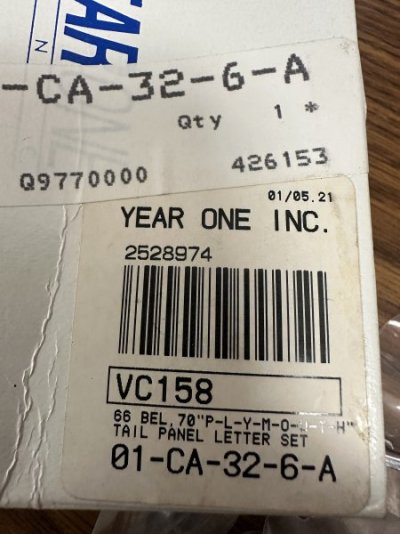 AR
N
-CA-32-6-A
Qty 1 *
Q9770000 426153
01/05.21
YEAR ONE INC.
2528974
VC158
66 BEL, 70"P-L-Y-M-O-U-T-H"
TAIL PANEL LETTER SET
01-CA-32-6-A